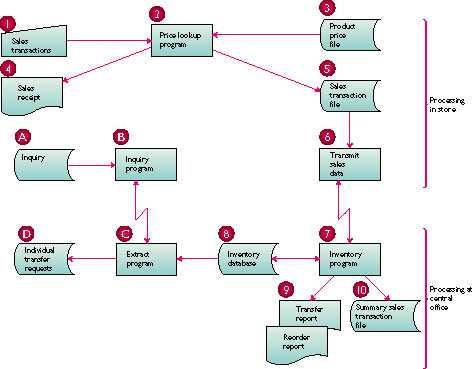 1
Sales
transactions
2
Price lookup
program
3
Product
price
file
4
Sales
receipt
5
Sales
transaction
file
Processing
in store
A
Inquiry
B
Inquiry
program
6
Transmit
sales
data
D
Individual
transfer
requests
C
Extract
program
8
Inventory
database
7
Inventory
program
9
Transfer
report
Reorder
report
10
Summary sales
transaction
file
Processing at
central
office